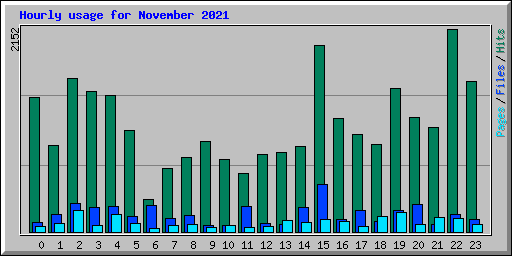 Hourly usage for November 2021
2152
Pages/Files/Hits
0 1 2 3 4 5 6 7 8 9 10 11 12 13 14 15 16 17 18 19 20 21 22 23